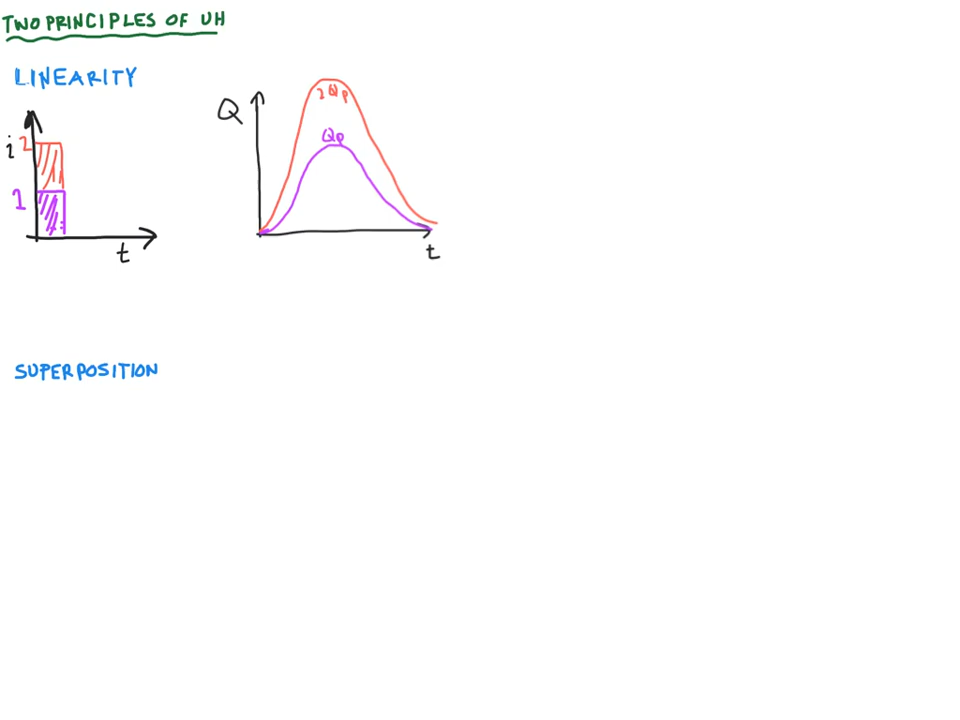 TWO PRINCIPLES OF UH
LINEARITY
i
2
1
t
Q
2Qp
Qp
t
SUPERPOSITION